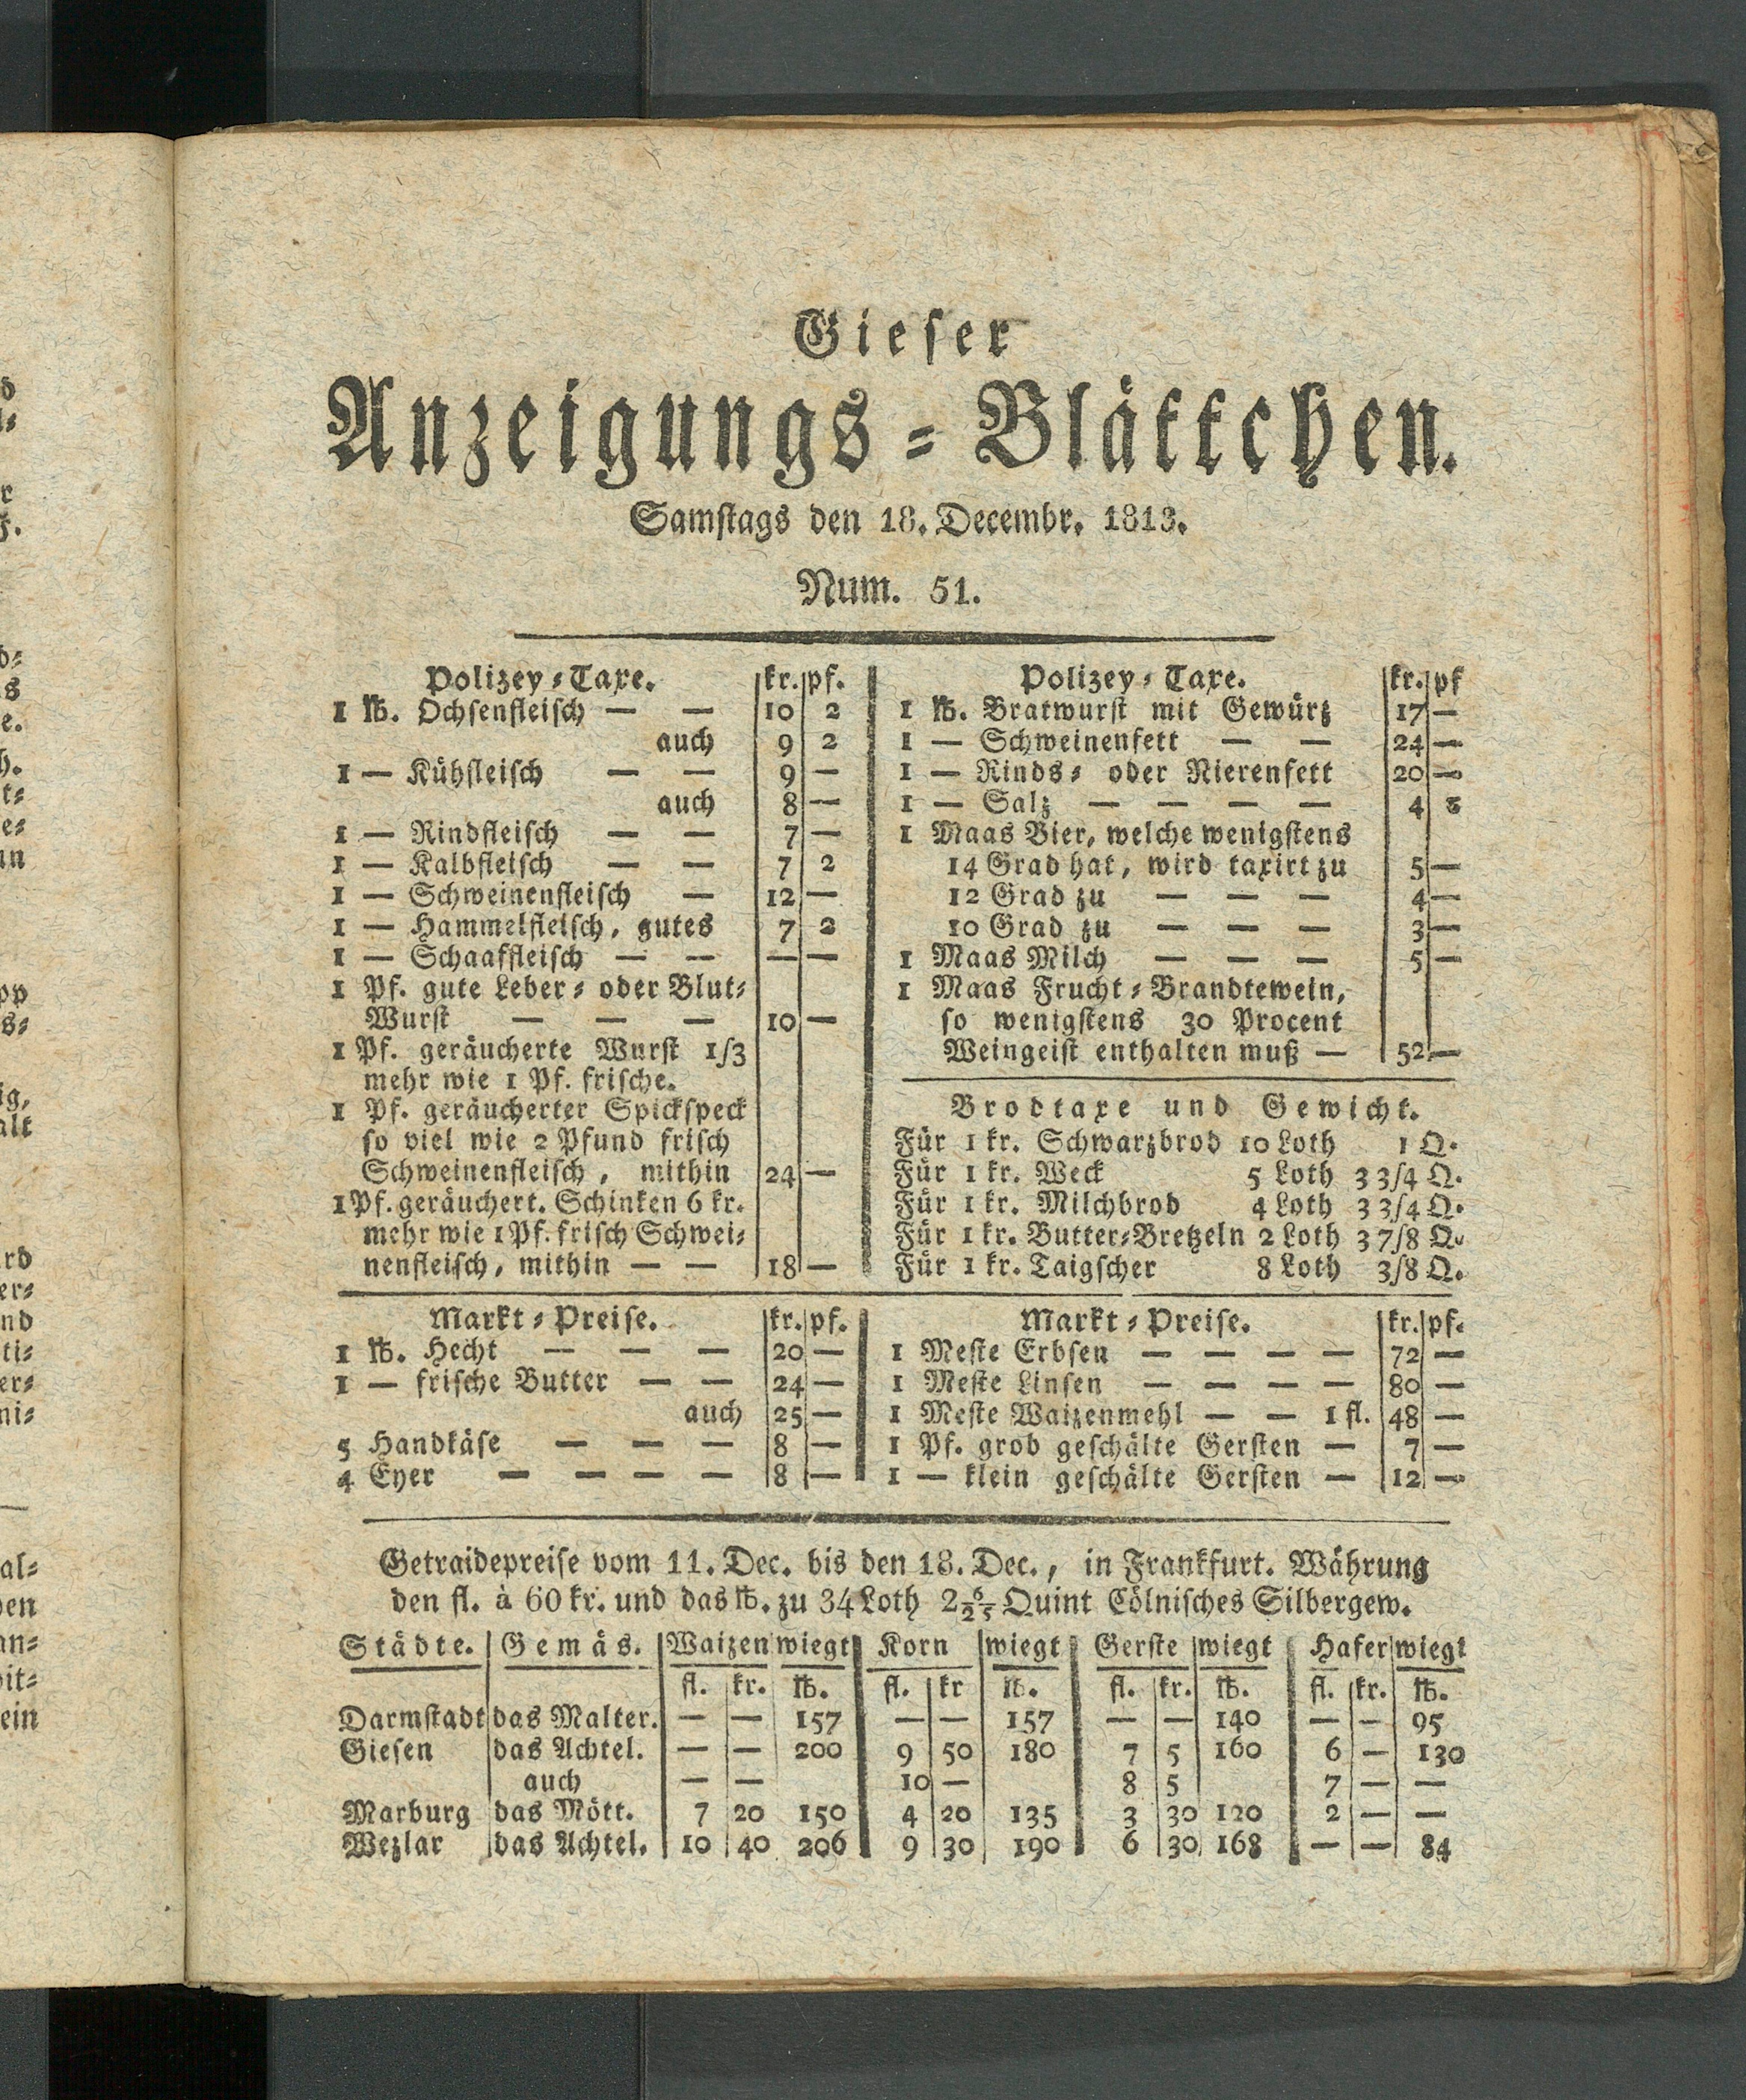 Gieser
Anzeigungs=Blättchen.
Samstags den 18. Decembr. 1813.
Num. 51.
Polizey=Taxe. kr. pf.
1 ℔. Ochsenfleisch — — 10 2
auch 9 2
1 — Kühfleisch — — 9 —
auch 8 —
1 — Rindfleisch — — 7 —
1 — Kalbfleisch — — 7 2
1 — Schweinenfleisch — 12 —
1 — Hammelfleisch, gutes 7 2
1 — Schaaffleisch — — — —
1 Pf. gute Leber= oder Blut=
Wurst — — — 10 —
1 Pf. geräucherte Wurst 1/3
mehr wie 1 Pf. frische.
1 Pf. geräucherter Spickspeck
so viel wie 2 Pfund frisch
Schweinenfleisch, mithin 24 —
1 Pf. geräuchert. Schinken 6 kr.
mehr wie 1 Pf. frisch Schwei=
nenfleisch, mithin — — 18 —
Polizey=Taxe. kr. pf
1 ℔. Bratwurst mit Gewürz 17 —
1 — Schweinenfett — — 24 —
1 — Rinds= oder Nierenfett 20 —
1 — Salz — — — — 4
1 Maas Bier, welche wenigstens
14 Grad hat, wird taxirt zu 5 —
12 Grad zu — — — 4 —
10 Grad zu — — — 3 —
1 Maas Milch — — — 5 —
1 Maas Frucht=Brandtewein,
so wenigstens 30 Procent
Weingeist enthalten muß — 52 —
Brodtaxe und Gewicht.
Für 1 kr. Schwarzbrod 10 Loth 1 Q.
Für 1 kr. Weck 5 Loth 3 3/4 Q.
Für 1 kr. Milchbrod 4 Loth 3 3/4 Q.
Für 1 kr. Butter=Bretzeln 2 Loth 3 7/8 Q.
Für 1 kr. Taigscher 8 Loth 3/8 Q.
Markt=Preise. kr. pf.
1 ℔. Hecht — — — 20 —
1 — frische Butter — — 24 —
auch 25 —
5 Handkäse — — — 8 —
4 Eyer — — — — 8 —
Markt=Preise. kr. pf.
1 Meste Erbsen — — — — 72 —
1 Meste Linsen — — — — 80 —
1 Meste Waizenmehl — — 1 fl. 48 —
1 Pf. grob geschälte Gersten — 7 —
1 — klein geschälte Gersten — 12 —
Getraidepreise vom 11. Dec. bis den 18. Dec., in Frankfurt. Währung
den fl. à 60 kr. und das ℔. zu 34 Loth 2 6/25 Quint Cölnisches Silbergew.
Städte. Gemäs. Waizen wiegt Korn wiegt Gerste wiegt Hafer wiegt
fl. kr. ℔. fl. kr ℔. fl. kr. ℔. fl. kr. ℔.
Darmstadt das Malter. — — 157 — — 157 — — 140 — — 95
Giesen das Achtel. — — 200 9 50 180 7 5 160 6 — 130
auch — — 10 — 8 5 7 — —
Marburg das Mött. 7 20 150 4 20 135 3 30 120 2 — —
Wezlar das Achtel. 10 40 206 9 30 190 6 30 168 — — 84